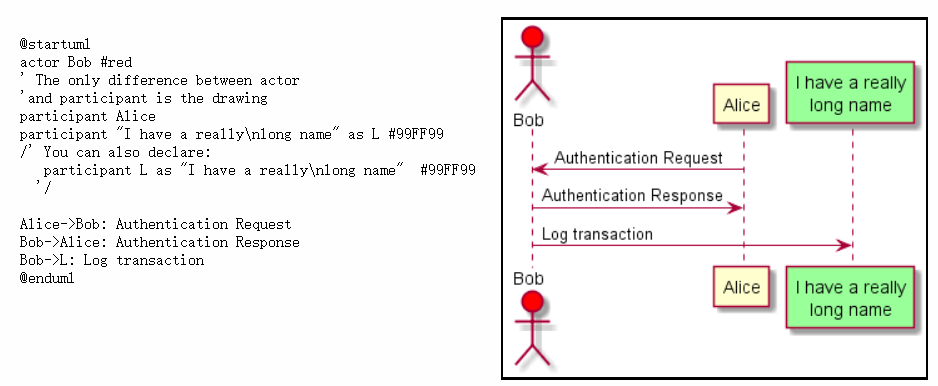 @startuml
actor Bob #red
' The only difference between actor
'and participant is the drawing
participant Alice
participant "I have a really\nlong name" as L #99FF99
/' You can also declare:
participant L as "I have a really\nlong name"  #99FF99
'/
Alice->Bob: Authentication Request
Bob->Alice: Authentication Response
Bob->L: Log transaction
@enduml
Bob
Alice
I have a really
long name
Authentication Request
Authentication Response
Log transaction
Bob
Alice
I have a really
long name